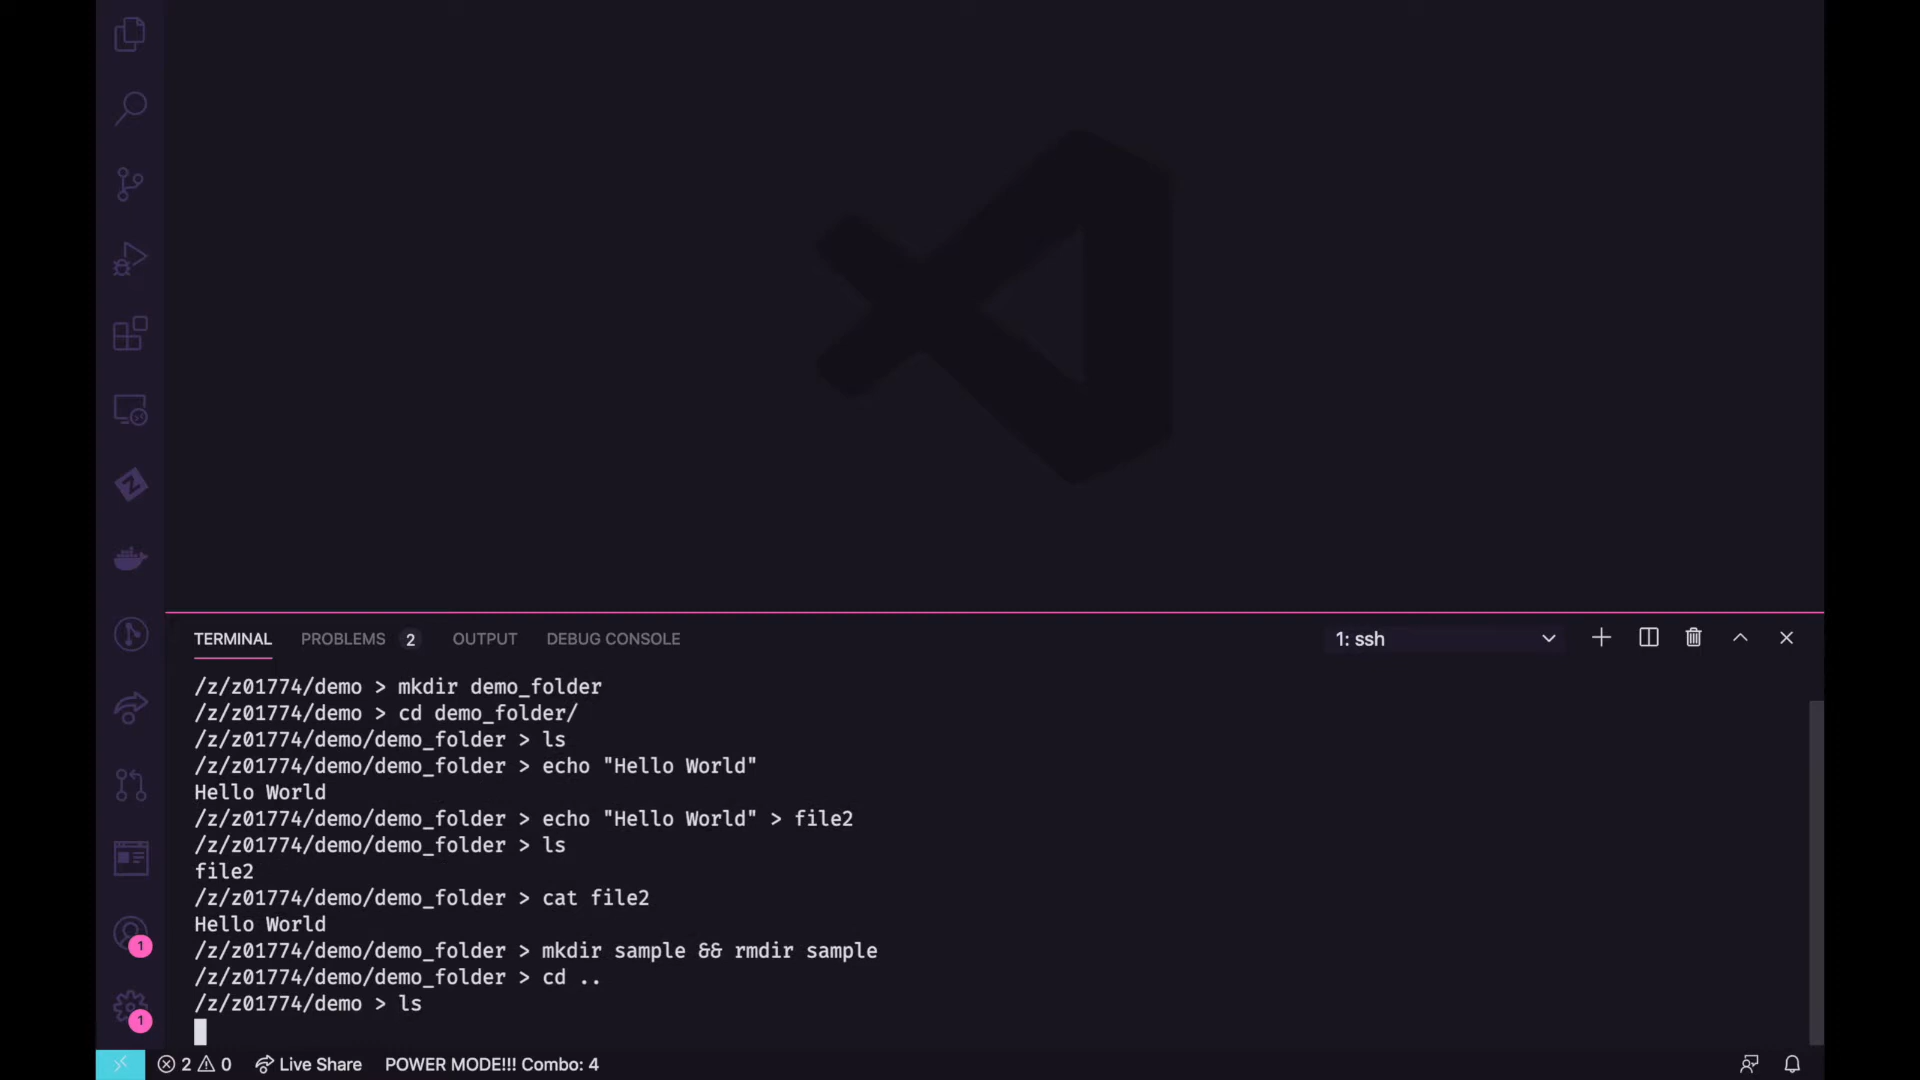 TERMINAL PROBLEMS 2 OUTPUT DEBUG CONSOLE 1: ssh
/z/z01774/demo > mkdir demo_folder
/z/z01774/demo > cd demo_folder/
/z/z01774/demo/demo_folder > ls
/z/z01774/demo/demo_folder > echo "Hello World"
Hello World
/z/z01774/demo/demo_folder > echo "Hello World" > file2
/z/z01774/demo/demo_folder > ls
file2
/z/z01774/demo/demo_folder > cat file2
Hello World
/z/z01774/demo/demo_folder > mkdir sample && rmdir sample
/z/z01774/demo/demo_folder > cd ..
/z/z01774/demo > ls
1
1
2 0 Live Share POWER MODE!!! Combo: 4